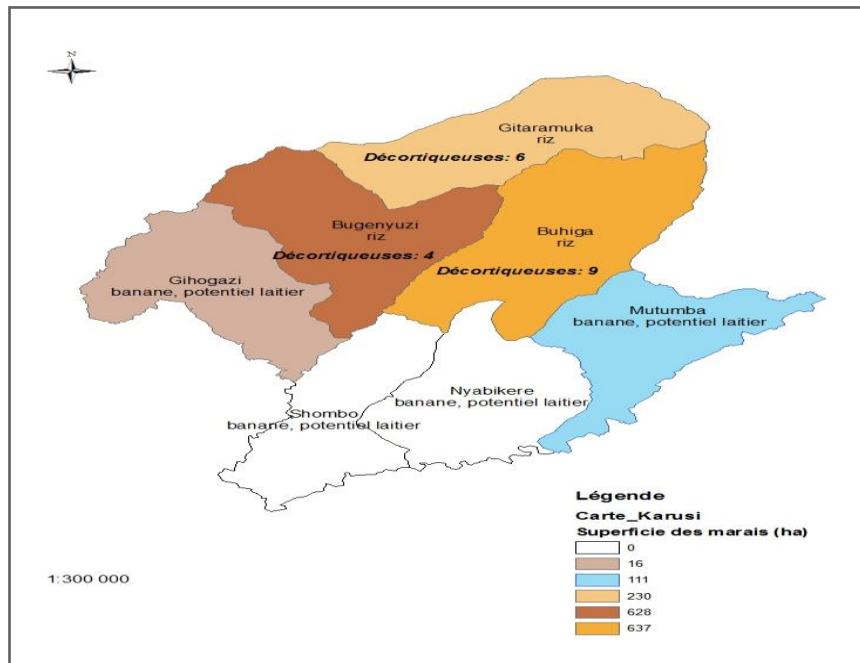 N
Gitaramuka
riz
Décortiqueuses: 6
Bugenyuzi
riz
Décortiqueuses: 4
Buhiga
riz
Décortiqueuses: 9
Gihogazi
banane, potentiel laitier
Mutumba
banane, potentiel laitier
Nyabikere
banane, potentiel laitier
Shombo
banane, potentiel laitier
Légende
Carte_Karusi
Superficie des marais (ha)
0
16
111
230
628
637
1:300 000